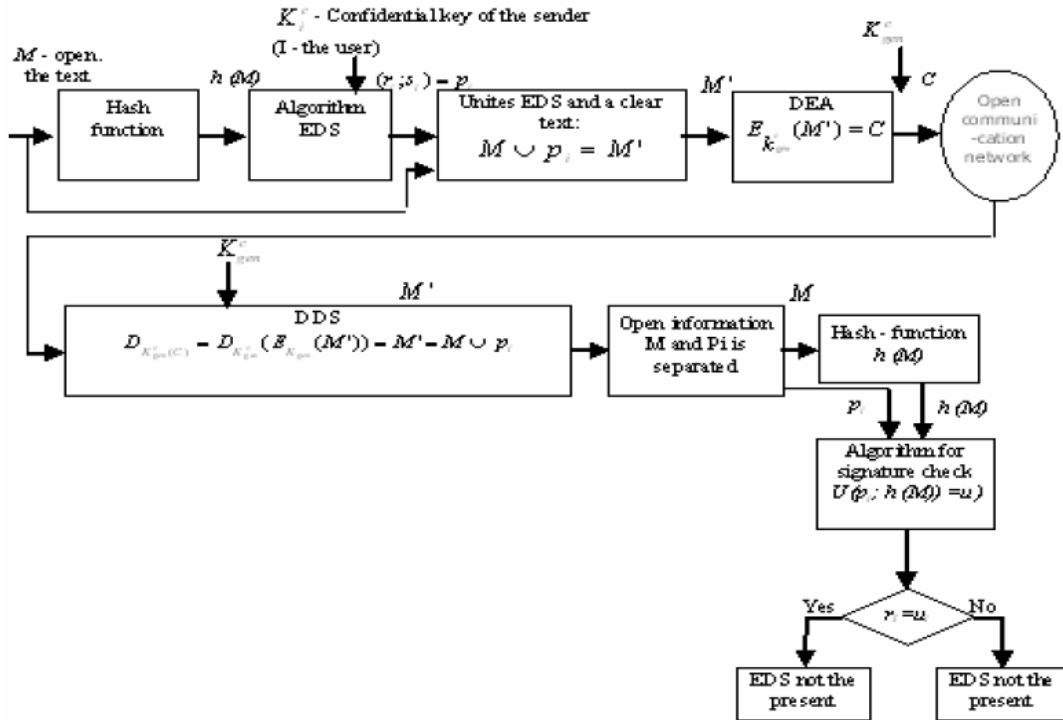 K_i^c - Confidential key of the sender
(I - the user)
M - open.
the text
h (M)
(r_i ; s_i) - p_i
M'
K_gen^c
C
Hash
function
Algorithm
EDS
Unites EDS and a clear
text:
M ∪ p_i = M'
DEA
E_{k_gen^c}(M') = C
Open
communi
-cation
network
K_gen^c
M'
DDS
D_{K_gen^c(C)} - D_{K_gen^c}(E_{K_gen}(M')) - M' - M ∪ p_i
Open information
M and Pi is
separated
M
Hash - function
h (M)
p_i
h (M)
Algorithm for
signature check
U(p_i ; h (M)) =u_i)
Yes
r_i =u_i
No
EDS not the
present
EDS not the
present